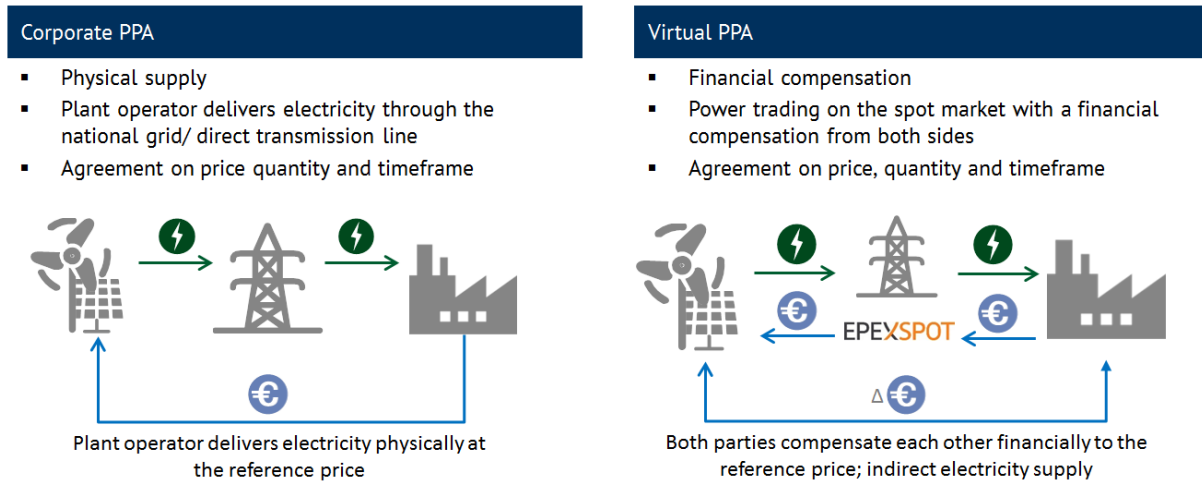 Corporate PPA
▪ Physical supply
▪ Plant operator delivers electricity through the
national grid/ direct transmission line
▪ Agreement on price quantity and timeframe
€
Plant operator delivers electricity physically at
the reference price
Virtual PPA
▪ Financial compensation
▪ Power trading on the spot market with a financial
compensation from both sides
▪ Agreement on price, quantity and timeframe
€ €
EPEXSPOT
Δ €
Both parties compensate each other financially to the
reference price; indirect electricity supply